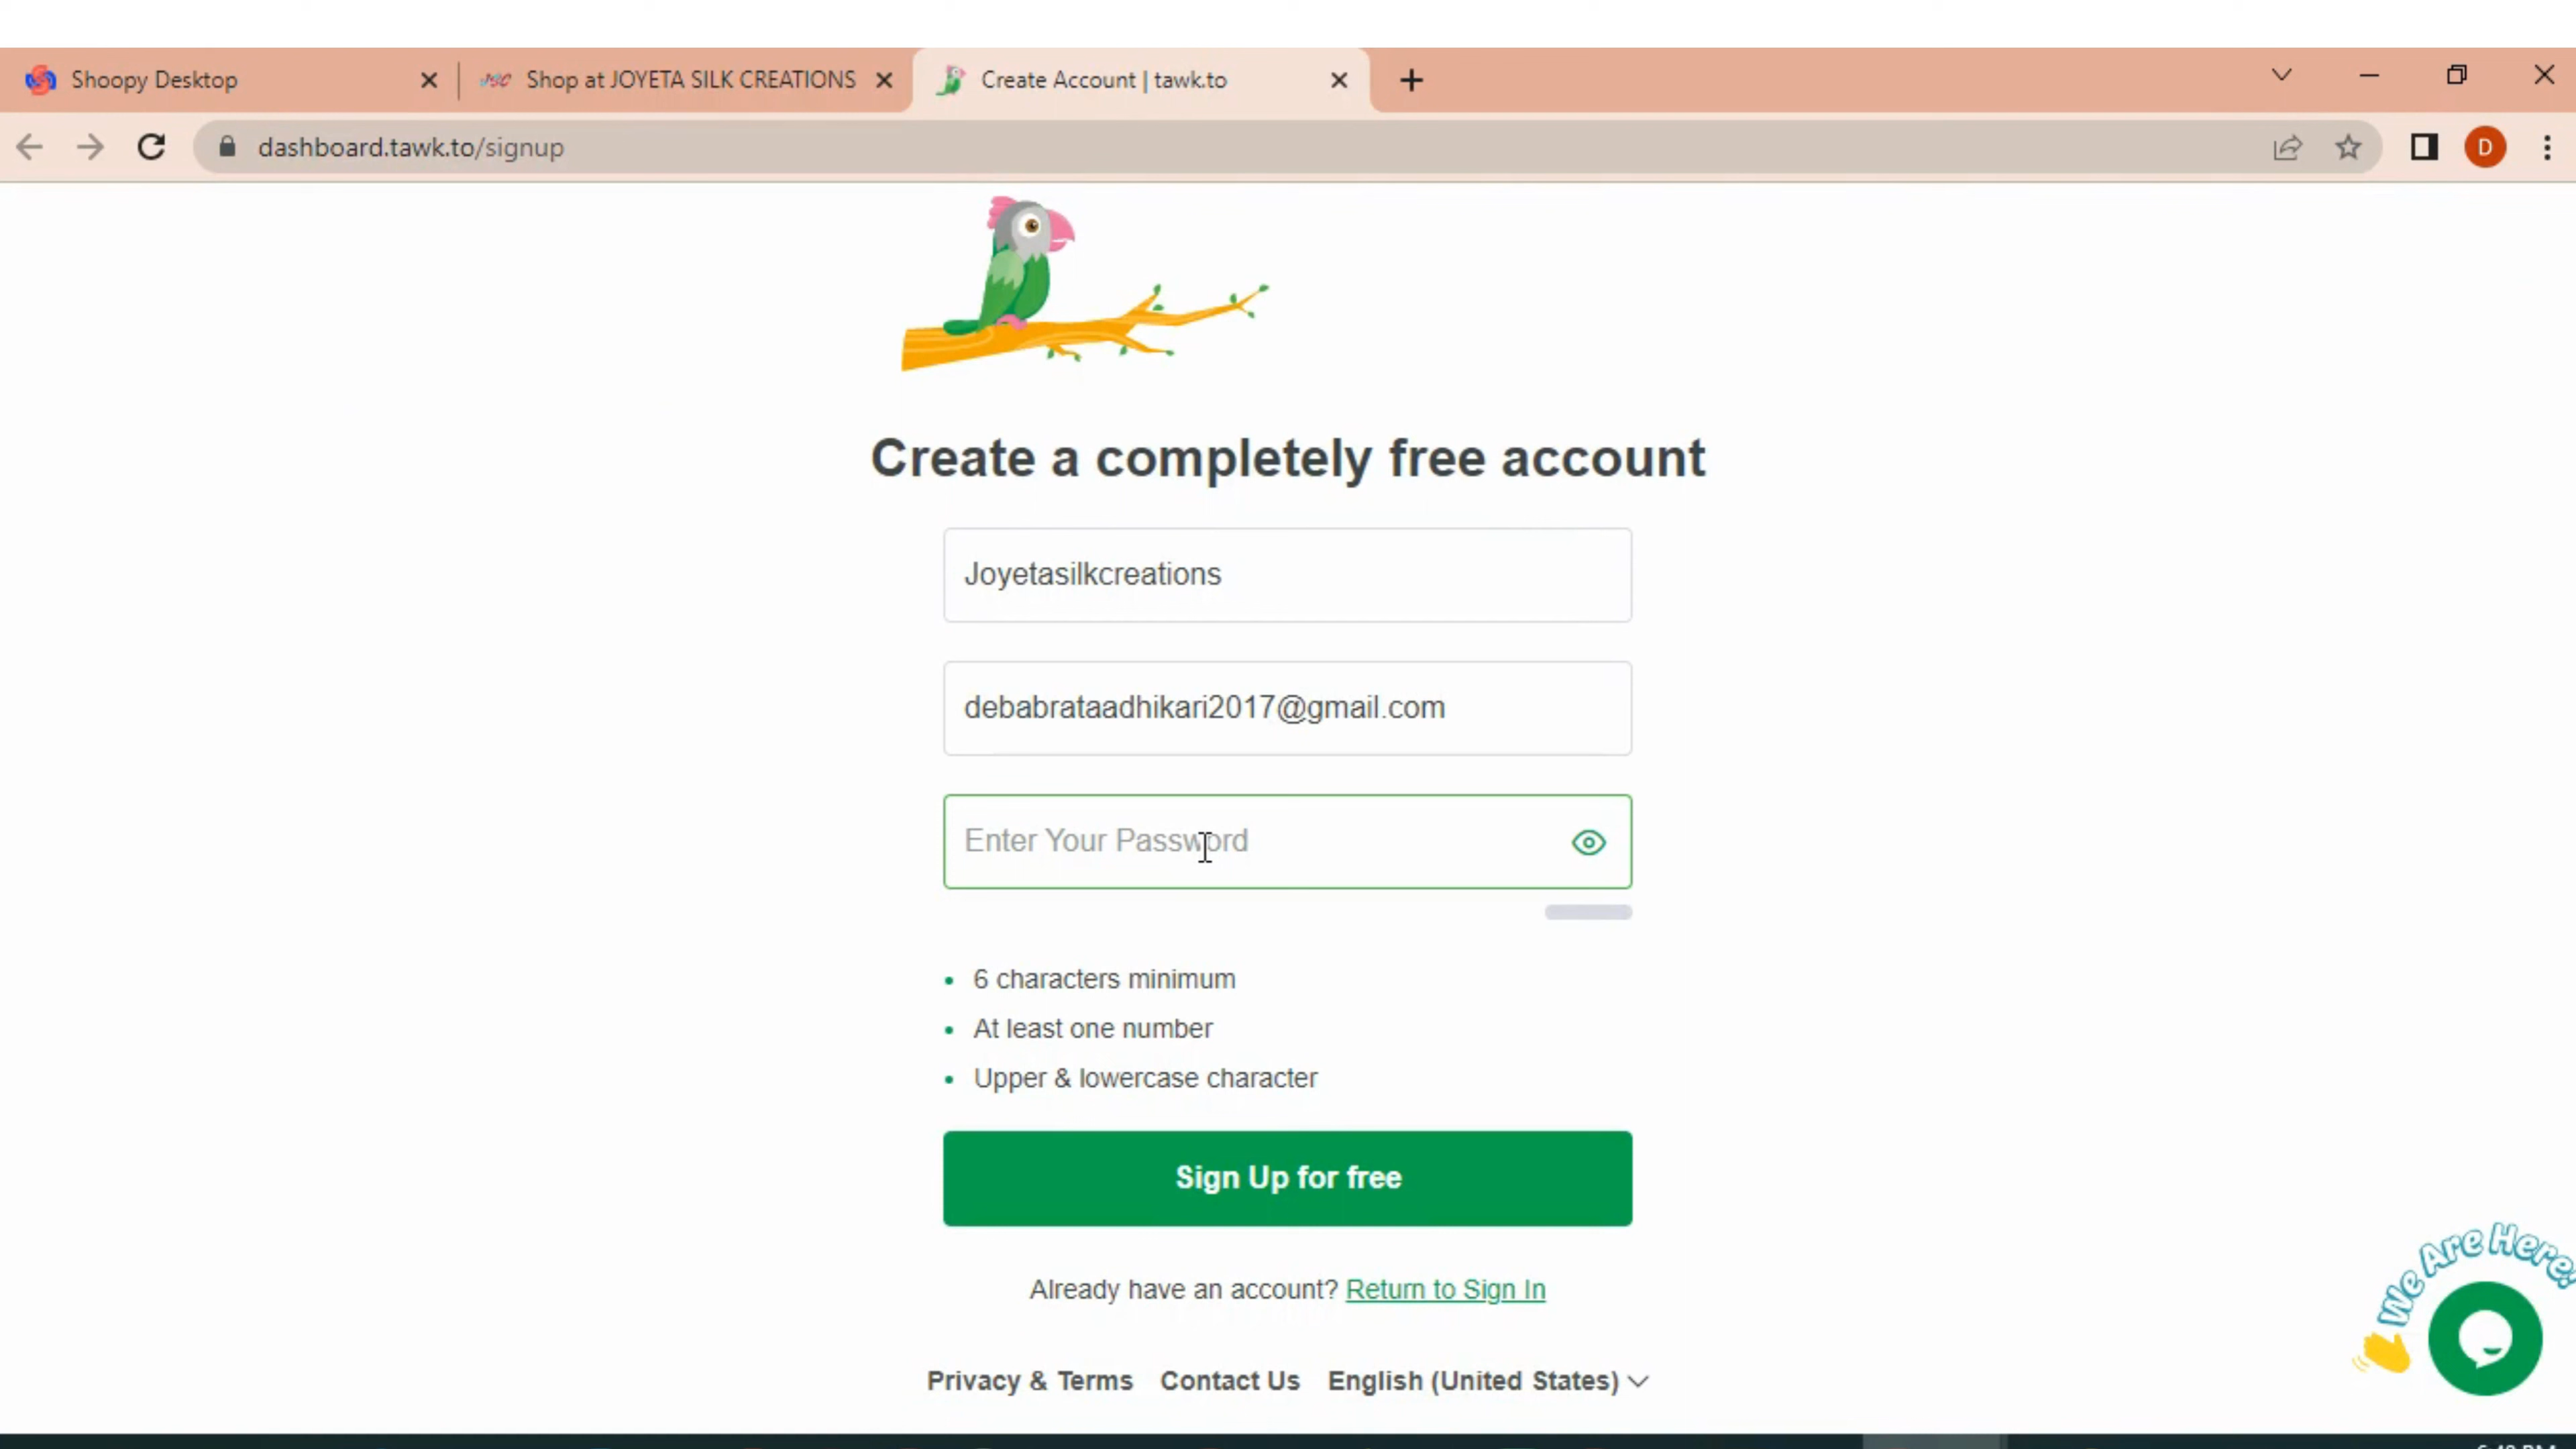 Shoopy Desktop
Shop at JOYETA SILK CREATIONS
Create Account | tawk.to
dashboard.tawk.to/signup
D
Create a completely free account
Joyetasilkcreations
debabrataadhikari2017@gmail.com
Enter Your Password
6 characters minimum
At least one number
Upper & lowercase character
Sign Up for free
We Are Here!
Already have an account? Return to Sign In
Privacy & Terms Contact Us English (United States)